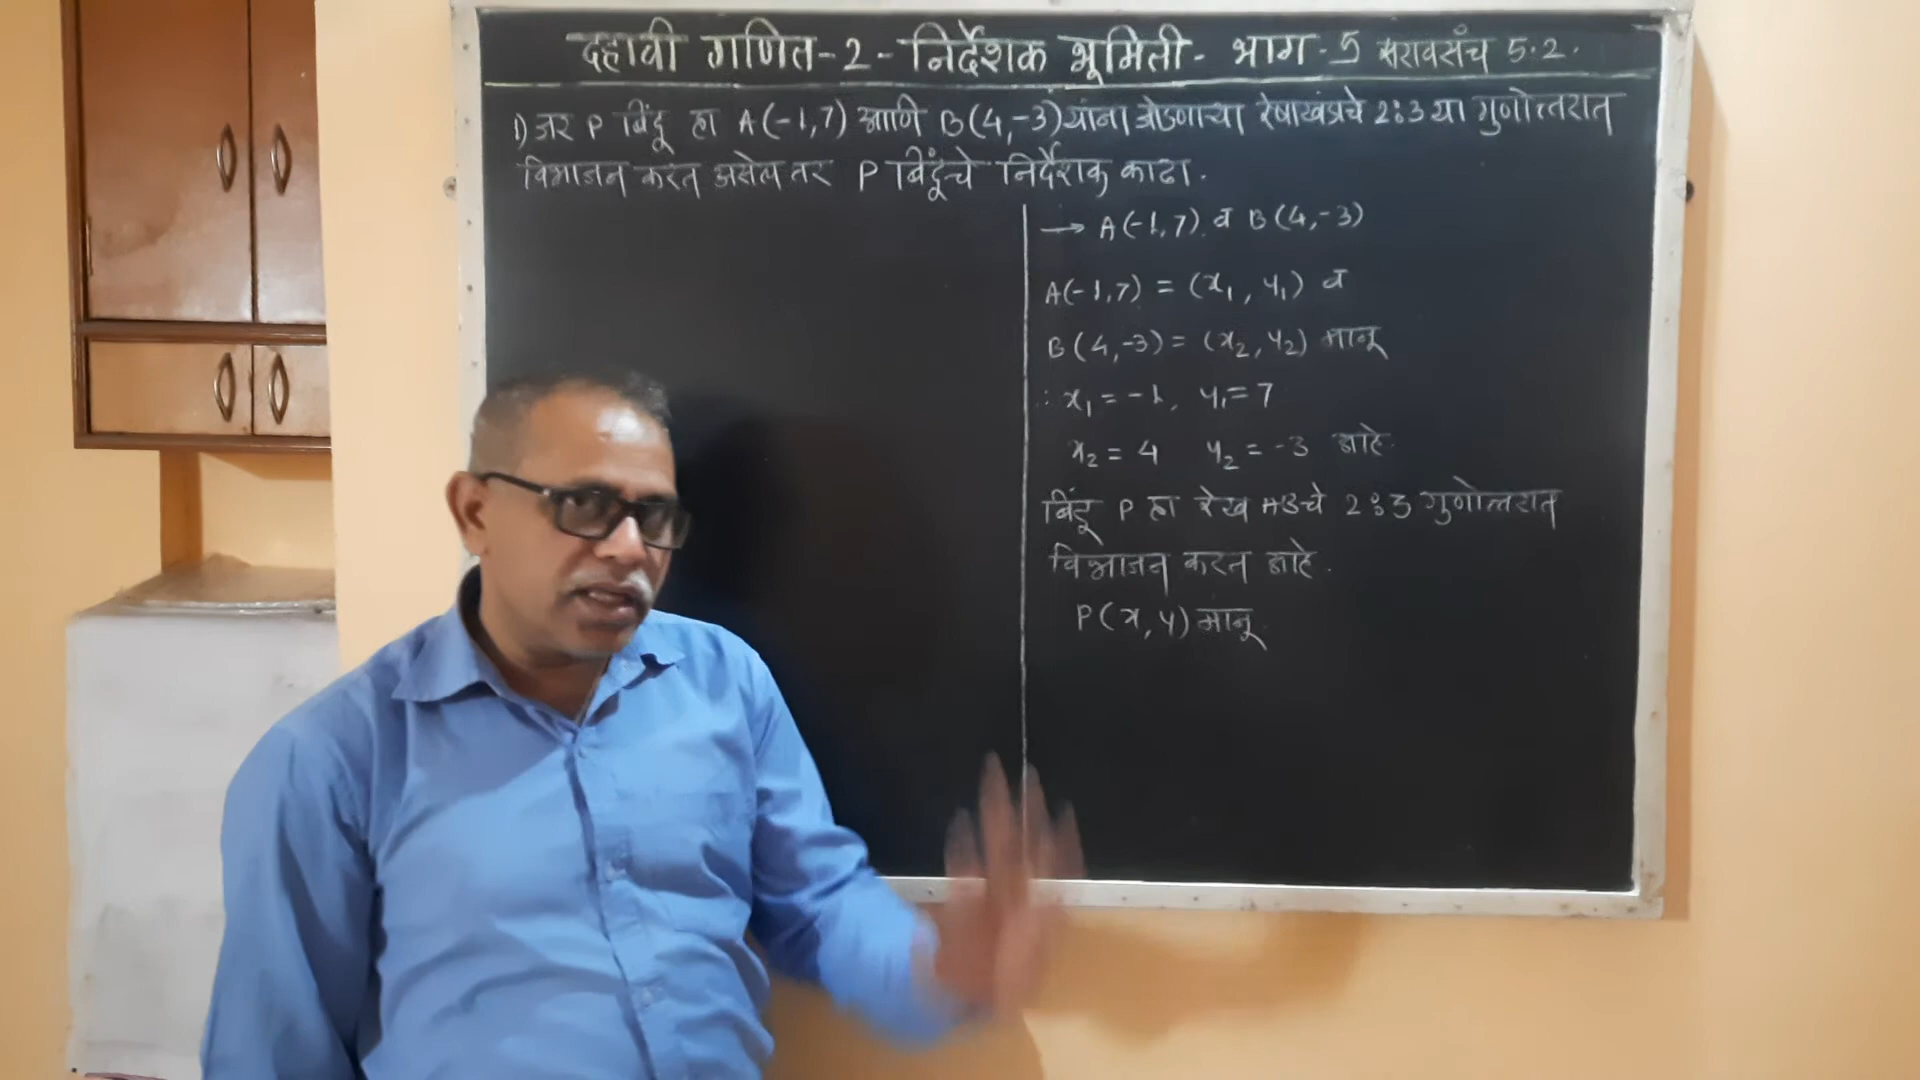 दहावी गणित-2-निर्देशक भूमिती- भाग-5 सरावसंच 5.2.
1) जर P बिंदू हा A(-1,7) आणि B(4,-3) यांना जोडणाऱ्या रेषाखंडाचे 2:3 या गुणोत्तरात
विभाजन करत असेल तर P बिंदूंचे निर्देशक काढा.
→ A(-1,7) व B(4,-3)
A(-1,7) = (x₁, y₁) व
B(4,-3) = (x₂, y₂) मानू
∴ x₁ = -1, y₁ = 7
x₂ = 4 y₂ = -3 आहे.
बिंदू P हा रेख ABचे 2:3 गुणोत्तरात
विभाजन करत आहे.
P(x, y) मानू